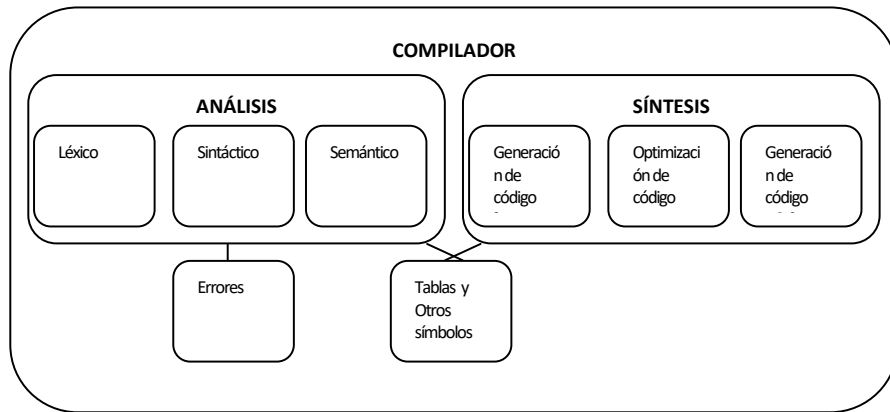 COMPILADOR
ANÁLISIS
Léxico
Sintáctico
Semántico
SÍNTESIS
Generació
n de
código
Optimizaci
ón de
código
Generació
n de
código
Errores
Tablas y
Otros
símbolos